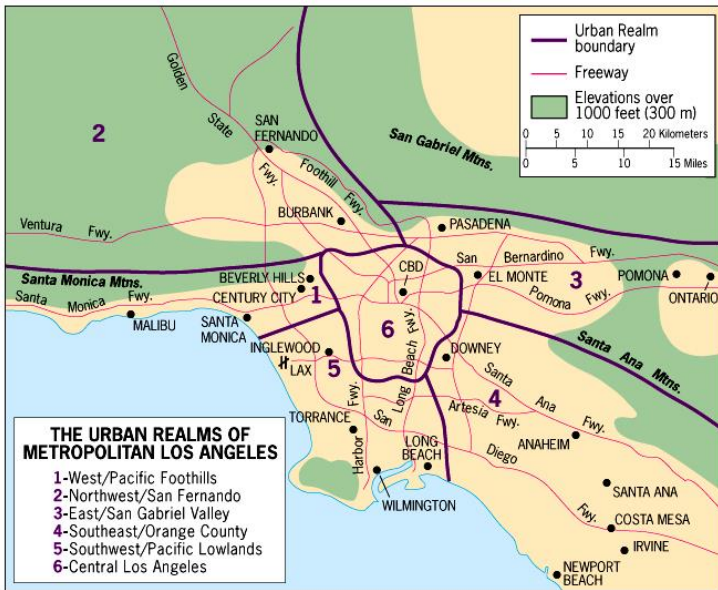 Urban Realm
boundary
Freeway
Elevations over
1000 feet (300 m)
0 5 10 15 20 Kilometers
0 5 10 15 Miles
Golden
State
Fwy.
2
SAN
FERNANDO
San Gabriel Mtns.
Foothill
Fwy.
BURBANK
PASADENA
Ventura Fwy.
San Bernardino Fwy.
Santa Monica Mtns.
BEVERLY HILLS
CBD
EL MONTE
3
POMONA
ONTARIO
Santa Monica Fwy.
CENTURY CITY
1
Pomona Fwy.
MALIBU
SANTA
MONICA
6
Santa Ana Mtns.
INGLEWOOD
LAX
5
DOWNEY
Long Beach Fwy.
Santa Ana Fwy.
4
Artesia Fwy.
TORRANCE
Harbor Fwy.
San Diego Fwy.
LONG
BEACH
ANAHEIM
WILMINGTON
SANTA ANA
COSTA MESA
IRVINE
NEWPORT
BEACH
THE URBAN REALMS OF
METROPOLITAN LOS ANGELES
1-West/Pacific Foothills
2-Northwest/San Fernando
3-East/San Gabriel Valley
4-Southeast/Orange County
5-Southwest/Pacific Lowlands
6-Central Los Angeles